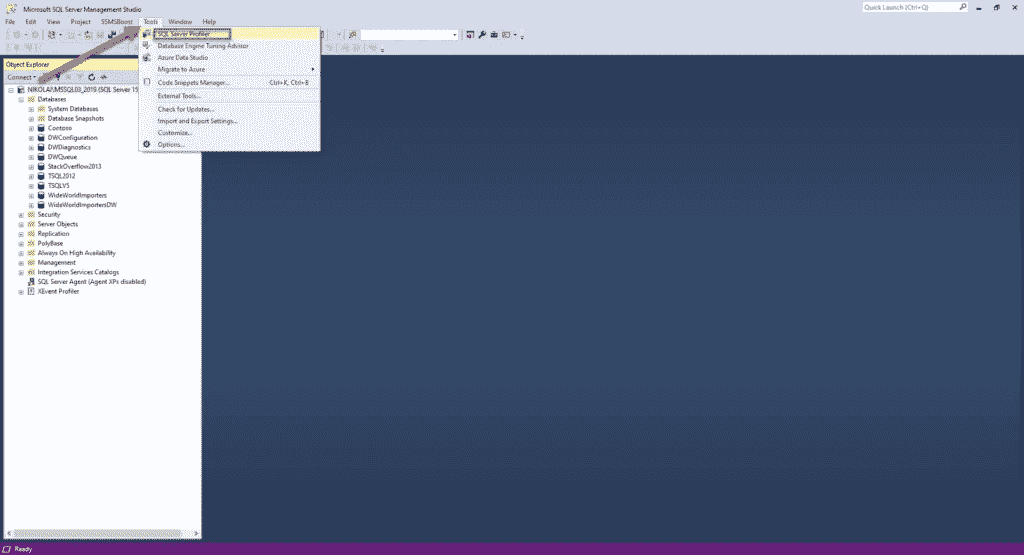 Microsoft SQL Server Management Studio
Quick Launch (Ctrl+Q)
File Edit View Project SSMSBoost Tools Window Help
SQL Server Profiler
Database Engine Tuning Advisor
Azure Data Studio
Migrate to Azure
Code Snippets Manager... Ctrl+K, Ctrl+B
External Tools...
Check for Updates...
Import and Export Settings...
Customize...
Options...
Object Explorer
Connect
NIKOLAI\MSSQL03_2019 (SQL Server 15
Databases
System Databases
Database Snapshots
Contoso
DWConfiguration
DWDiagnostics
DWQueue
StackOverflow2013
TSQL2012
TSQLV5
WideWorldImporters
WideWorldImportersDW
Security
Server Objects
Replication
PolyBase
Always On High Availability
Management
Integration Services Catalogs
SQL Server Agent (Agent XPs disabled)
XEvent Profiler
Ready